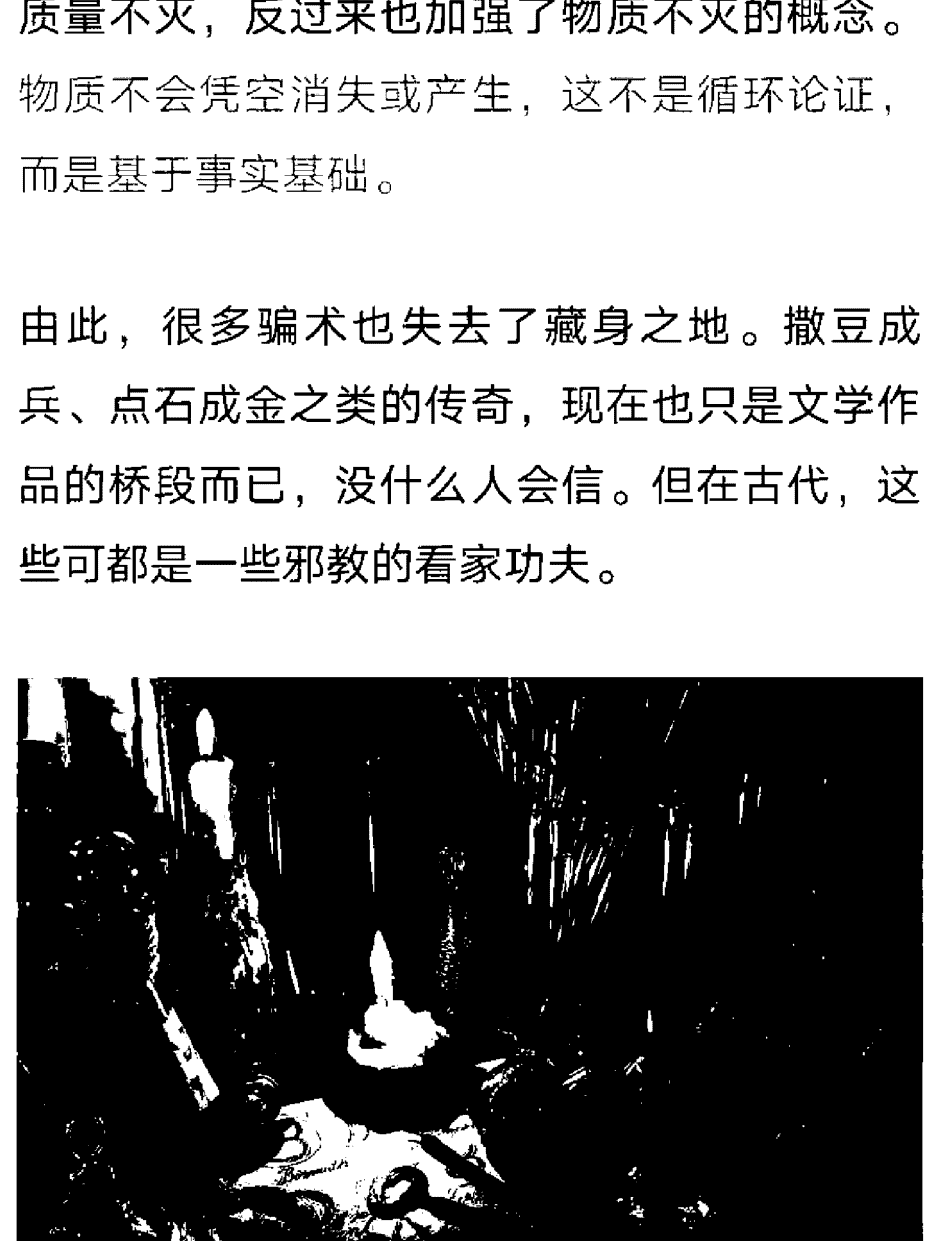 质量不灭，反过来也加强了物质不灭的概念。
物质不会凭空消失或产生，这不是循环论证，
而是基于事实基础。
由此，很多骗术也失去了藏身之地。撒豆成
兵、点石成金之类的传奇，现在也只是文学作
品的桥段而已，没什么人会信。但在古代，这
些可都是一些邪教的看家功夫。